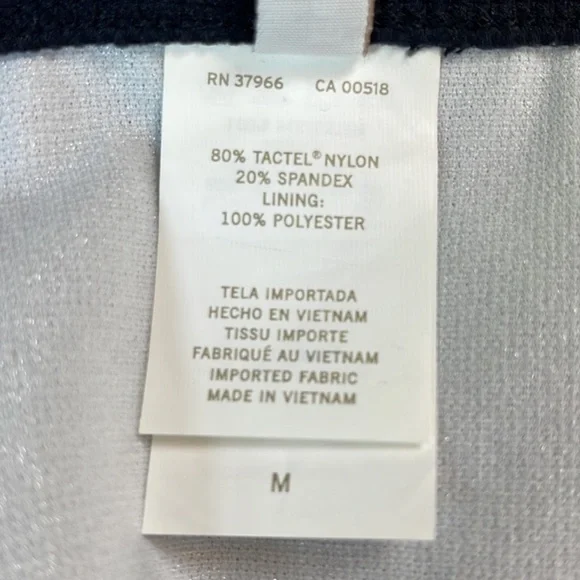 RN 37966 CA 00518
80% TACTEL® NYLON
20% SPANDEX
LINING:
100% POLYESTER
TELA IMPORTADA
HECHO EN VIETNAM
TISSU IMPORTE
FABRIQUÉ AU VIETNAM
IMPORTED FABRIC
MADE IN VIETNAM
M